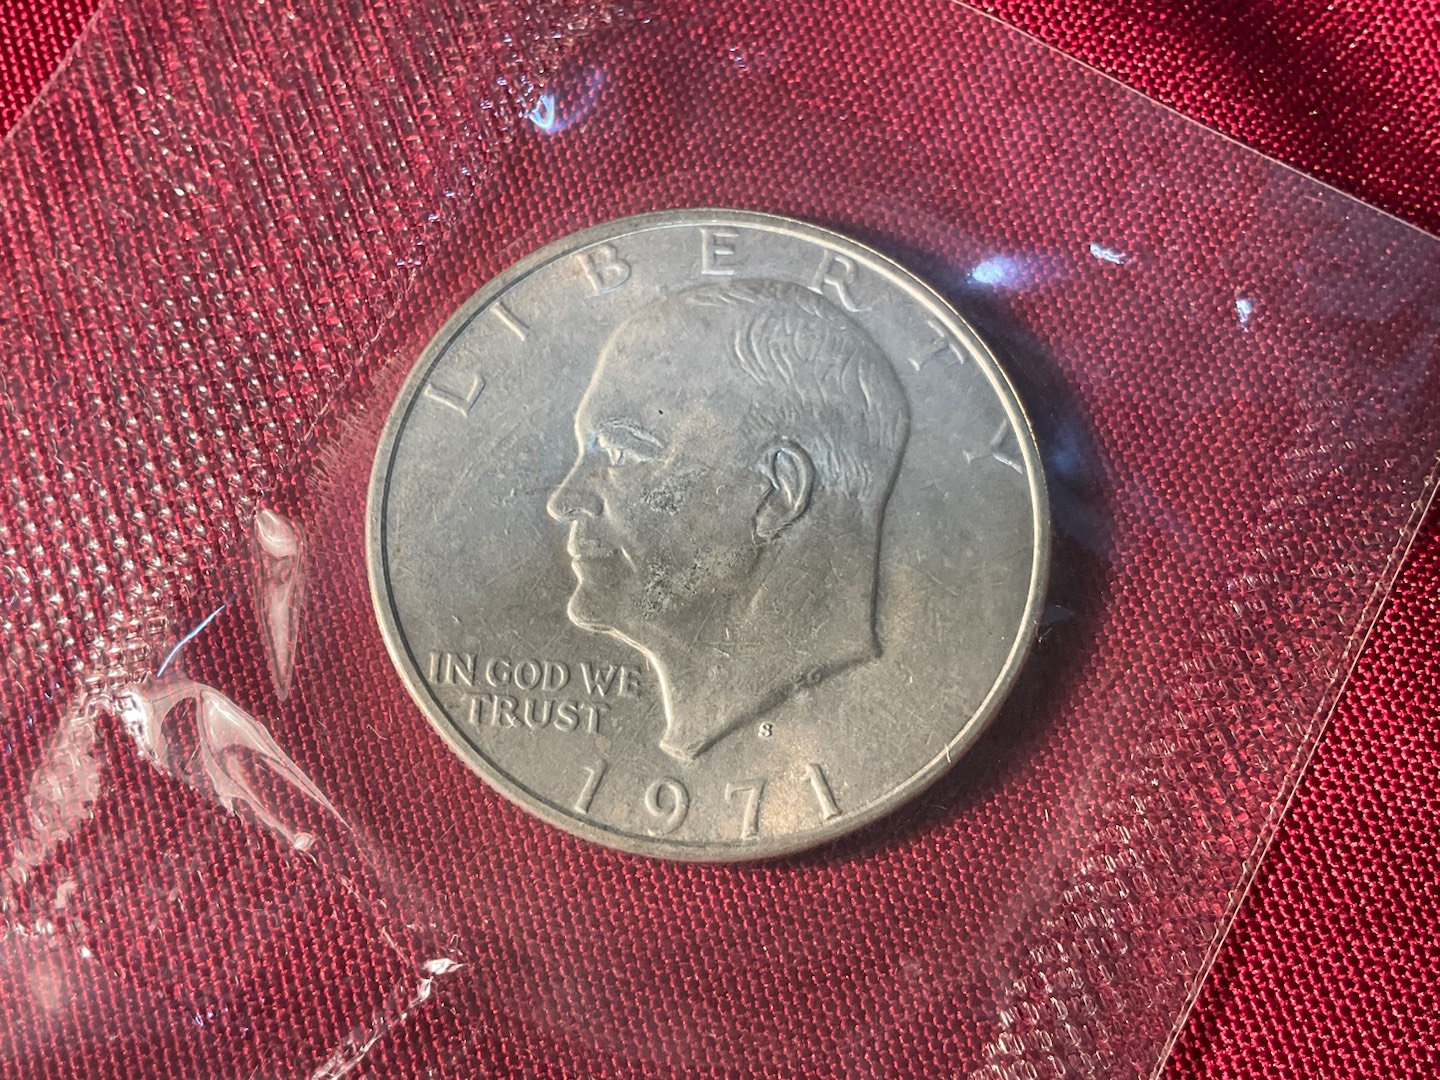 LIBERTY
IN GOD WE
TRUST
S
1971